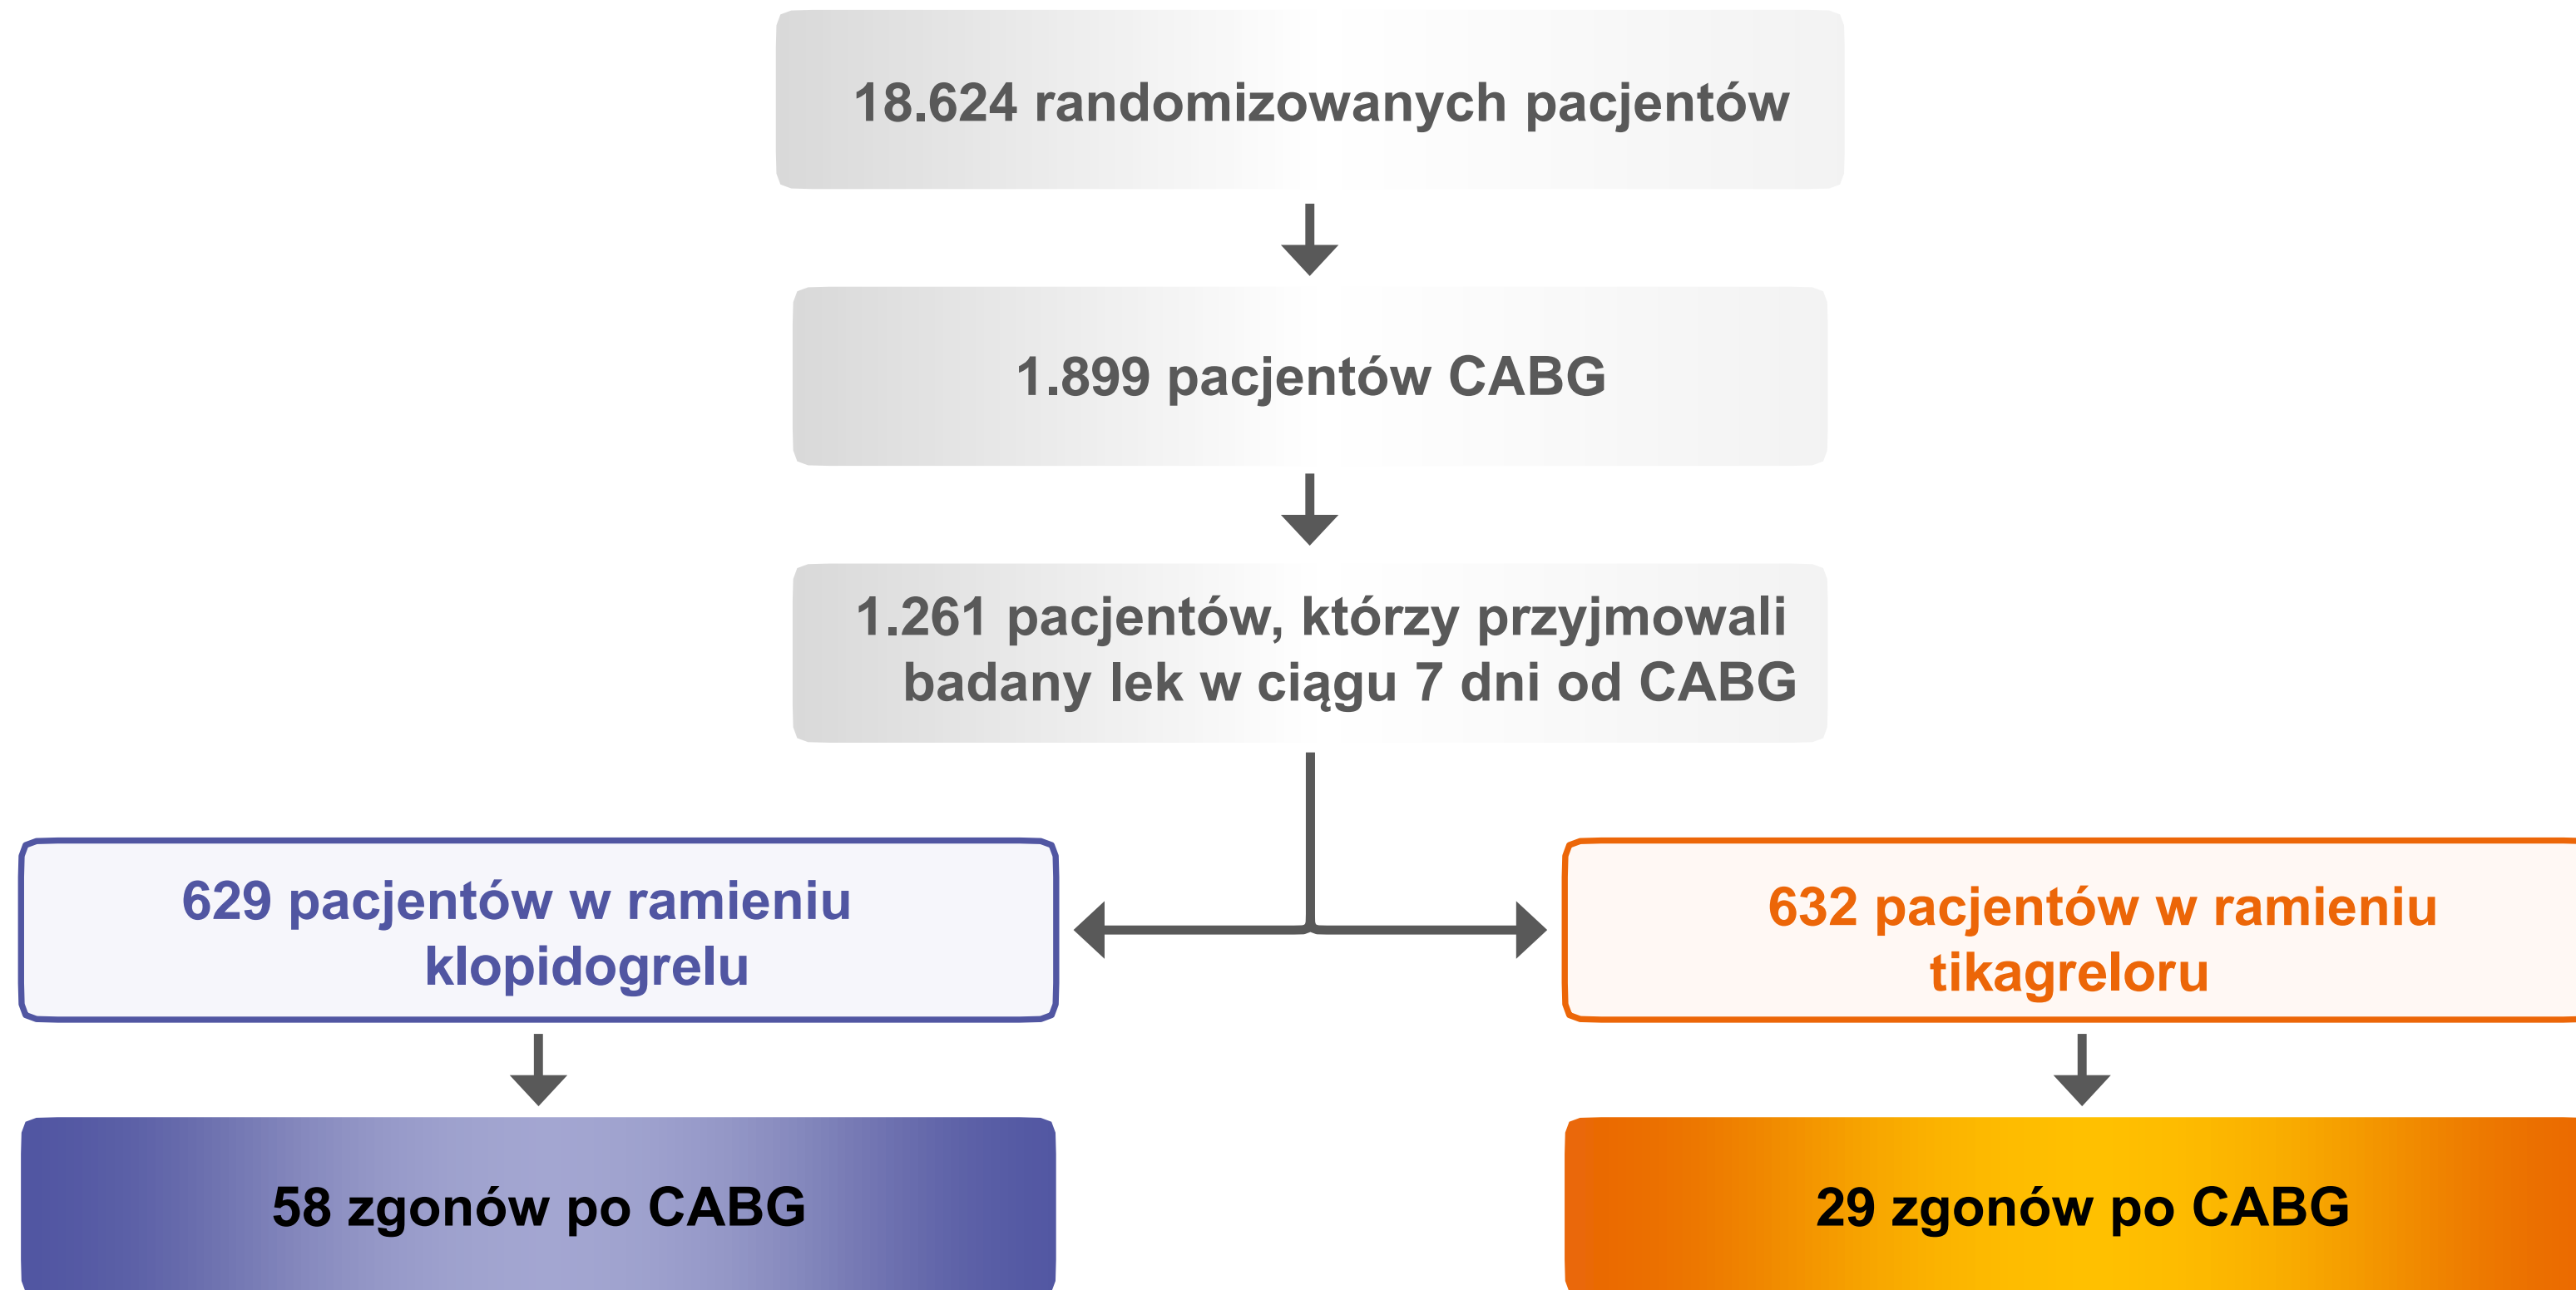 18.624 randomizowanych pacjentów
1.899 pacjentów CABG
1.261 pacjentów, którzy przyjmowali
badany lek w ciągu 7 dni od CABG
629 pacjentów w ramieniu
klopidogrelu
632 pacjentów w ramieniu
tikagreloru
58 zgonów po CABG
29 zgonów po CABG